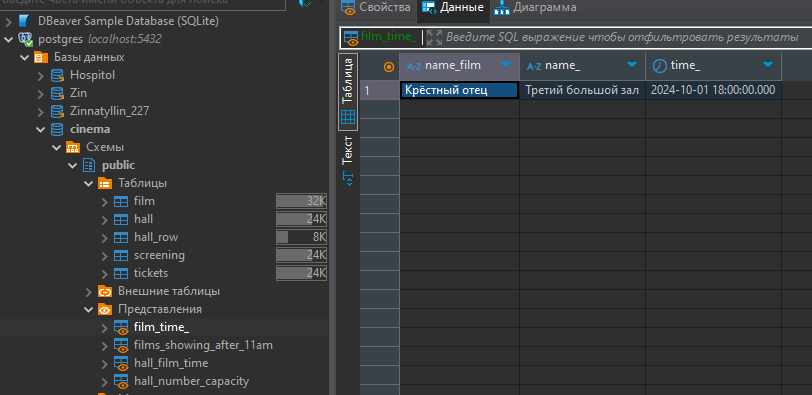 DBeaver Sample Database (SQLite)
postgres localhost:5432
Базы данных
Hospitol
Zin
Zinnatyllin_227
cinema
Схемы
public
Таблицы
film 32K
hall 24K
hall_row 8K
screening 24K
tickets 24K
Внешние таблицы
Представления
film_time_
films_showing_after_11am
hall_film_time
hall_number_capacity
Свойства Данные Диаграмма
film_time_ Введите SQL выражение чтобы отфильтровать результаты
Таблица
Текст
A-Z name_film A-Z name_ time_
1 Крёстный отец Третий большой зал 2024-10-01 18:00:00.000